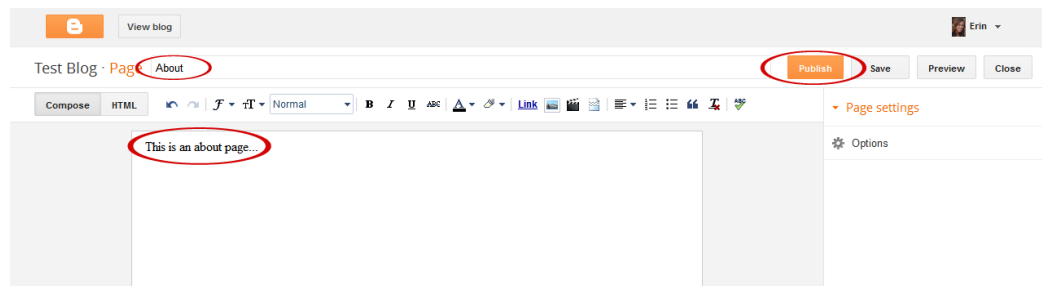 View blog
Erin
Test Blog · Page About Publish Save Preview Close
Compose HTML Normal B I U ABC A Link ABC Page settings
Options
This is an about page...